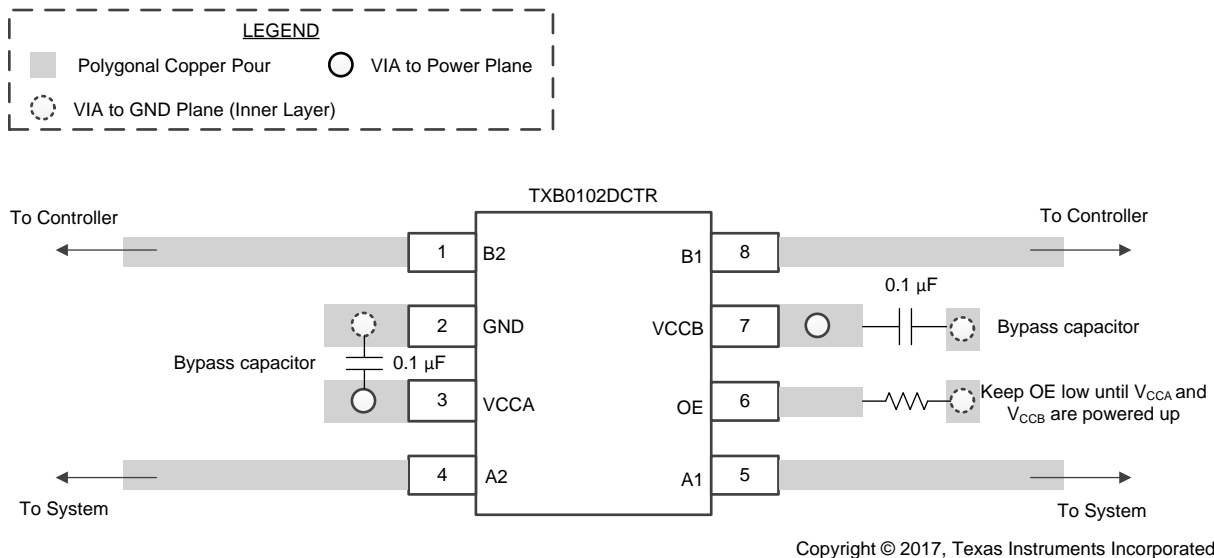 LEGEND
Polygonal Copper Pour
VIA to Power Plane
VIA to GND Plane (Inner Layer)
TXB0102DCTR
To Controller
To Controller
1
B2
B1
8
0.1 µF
2
GND
VCCB
7
Bypass capacitor
Bypass capacitor
0.1 µF
3
VCCA
OE
6
Keep OE low until VCCA and
VCCB are powered up
4
A2
A1
5
To System
To System
Copyright © 2017, Texas Instruments Incorporated